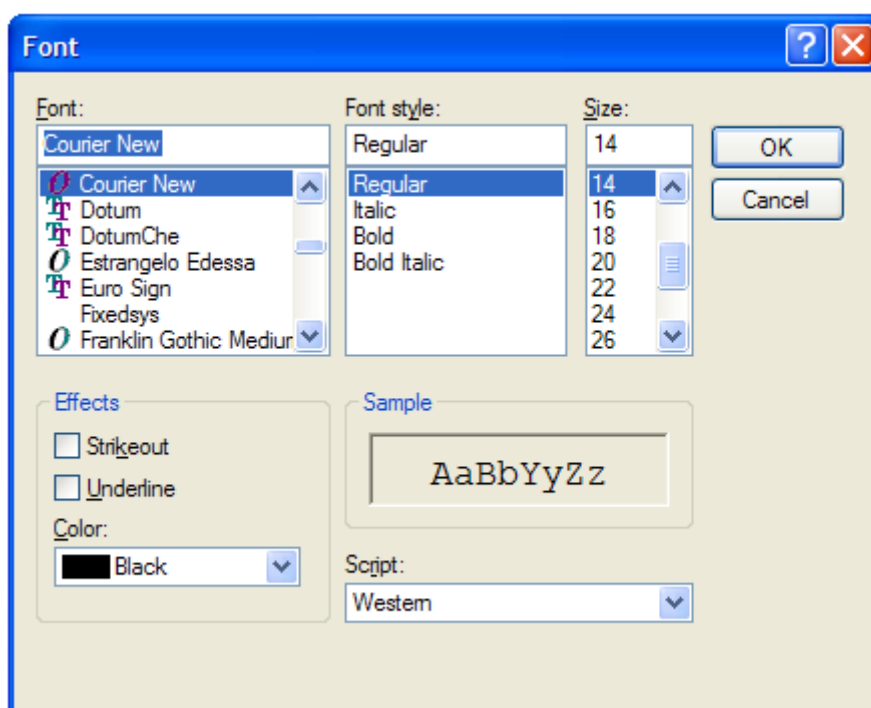 Font
Font:
Courier New
Courier New
Dotum
DotumChe
Estrangelo Edessa
Euro Sign
Fixedsys
Franklin Gothic Mediur
Font style:
Regular
Regular
Italic
Bold
Bold Italic
Size:
14
14
16
18
20
22
24
26
OK
Cancel
Effects
Strikeout
Underline
Color:
Black
Sample
AaBbYyZz
Script:
Western